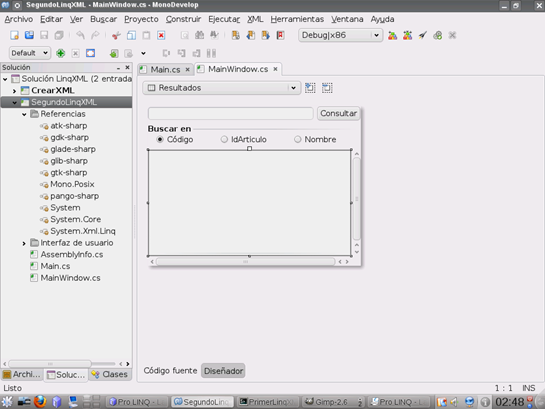 SegundoLinqXML - MainWindow.cs - MonoDevelop
Archivo Editar Ver Buscar Proyecto Construir Ejecutar XML Herramientas Ventana Ayuda
Debug|x86
Default
Solución
Main.cs
MainWindow.cs
Solución LinqXML (2 entrada
CrearXML
SegundoLinqXML
Referencias
atk-sharp
gdk-sharp
glade-sharp
glib-sharp
gtk-sharp
Mono.Posix
pango-sharp
System
System.Core
System.Xml.Linq
Interfaz de usuario
AssemblyInfo.cs
Main.cs
MainWindow.cs
Resultados
Consultar
Buscar en
Código IdArticulo Nombre
Código fuente Diseñador
Archi... Soluc... Clases
Listo
1 : 1 INS
Pro LINQ - L
SegundoLinq
PrimerLinq
Gimp-2.6
Pro LINQ - L
02:48